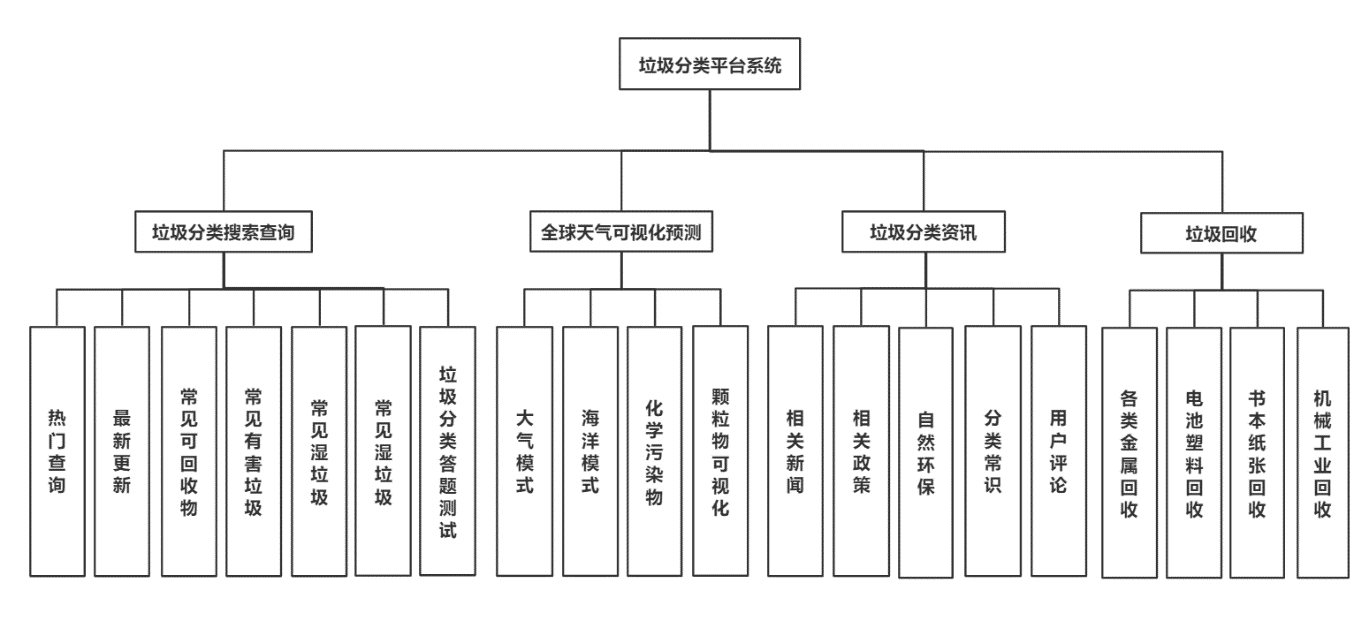 垃圾分类平台系统
垃圾分类搜索查询
全球天气可视化预测
垃圾分类资讯
垃圾回收
热门查询
最新更新
常见可回收物
常见有害垃圾
常见湿垃圾
常见湿垃圾
垃圾分类答题测试
大气模式
海洋模式
化学污染物
颗粒物可视化
相关新闻
相关政策
自然环保
分类常识
用户评论
各类金属回收
电池塑料回收
书本纸张回收
机械工业回收